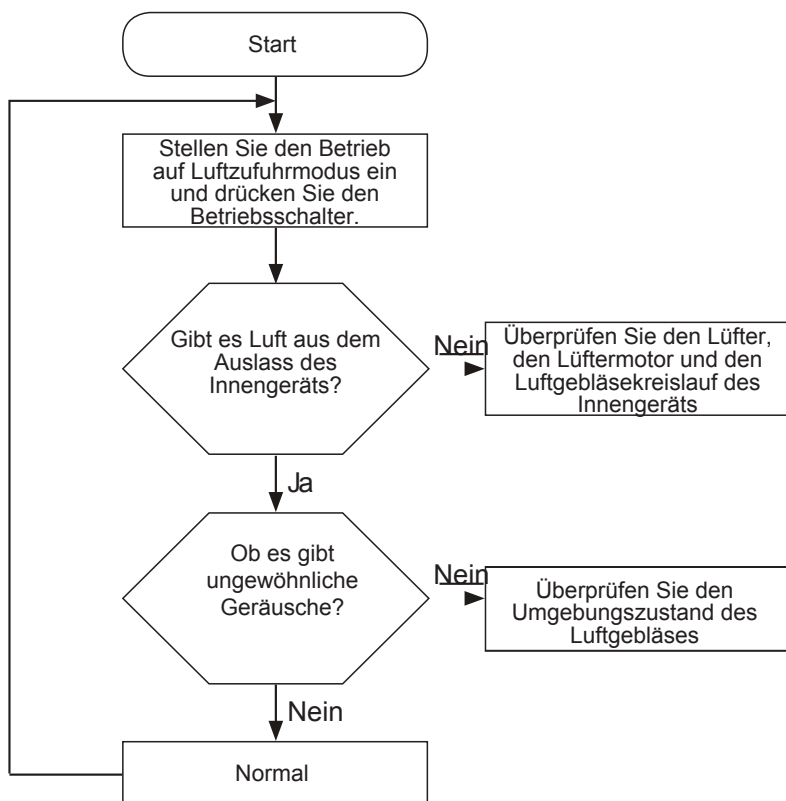 Start
Stellen Sie den Betrieb
auf Luftzufuhrmodus ein
und drücken Sie den
Betriebsschalter.
Gibt es Luft aus dem
Auslass des
Innengeräts?
Nein
Überprüfen Sie den Lüfter,
den Lüftermotor und den
Luftgebläsekreislauf des
Innengeräts
Ja
Ob es gibt
ungewöhnliche
Geräusche?
Nein
Überprüfen Sie den
Umgebungszustand des
Luftgebläses
Nein
Normal